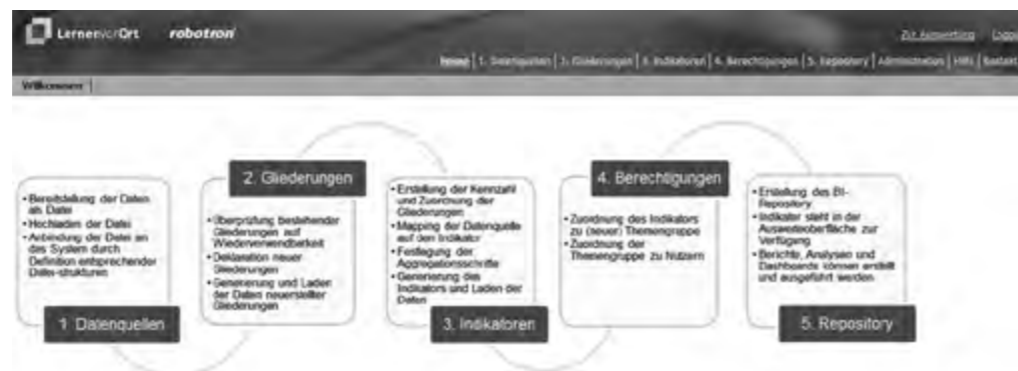 LernenvorOrt robotron
Zur Auswertung Logout
Home | 1. Datenquellen | 2. Gliederungen | 3. Indikatoren | 4. Berechtigungen | 5. Repository | Administration | Hilfe | Kontakt
Willkommen |
• Bereitstellung der Daten
als Datei
• Hochladen der Datei
• Anbindung der Datei an
das System durch
Definition entsprechender
Datei-strukturen
1 Datenquellen
2. Gliederungen
• Überprüfung bestehender
Gliederungen auf
Wiederverwendbarkeit
• Deklaration neuer
Gliederungen
• Generierung und Laden
der Daten neuerstellter
Gliederungen
• Erstellung der Kennzahl
und Zuordnung der
Gliederungen
• Mapping der Datenquelle
auf den Indikator
• Festlegung der
Aggregationsschritte
• Generierung des
Indikators und Laden der
Daten
3. Indikatoren
4. Berechtigungen
• Zuordnung des Indikators
zu (neuer) Themengruppe
• Zuordnung der
Themengruppe zu Nutzern
• Erstellung des BI-
Repository
• Indikator steht in der
Auswerteoberfläche zur
Verfügung
• Berichte, Analysen und
Dashboards können erstellt
und ausgeführt werden
5. Repository